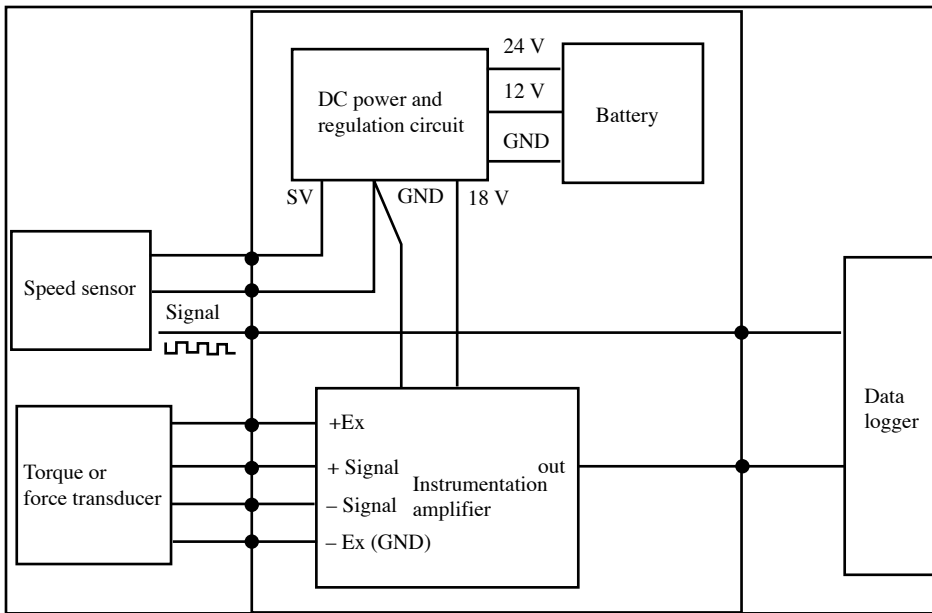 24 V
DC power and
regulation circuit
12 V
Battery
GND
SV
GND
18 V
Speed sensor
Signal
Data
logger
+Ex
Torque or
force transducer
+ Signal
out
Instrumentation
amplifier
– Signal
– Ex (GND)